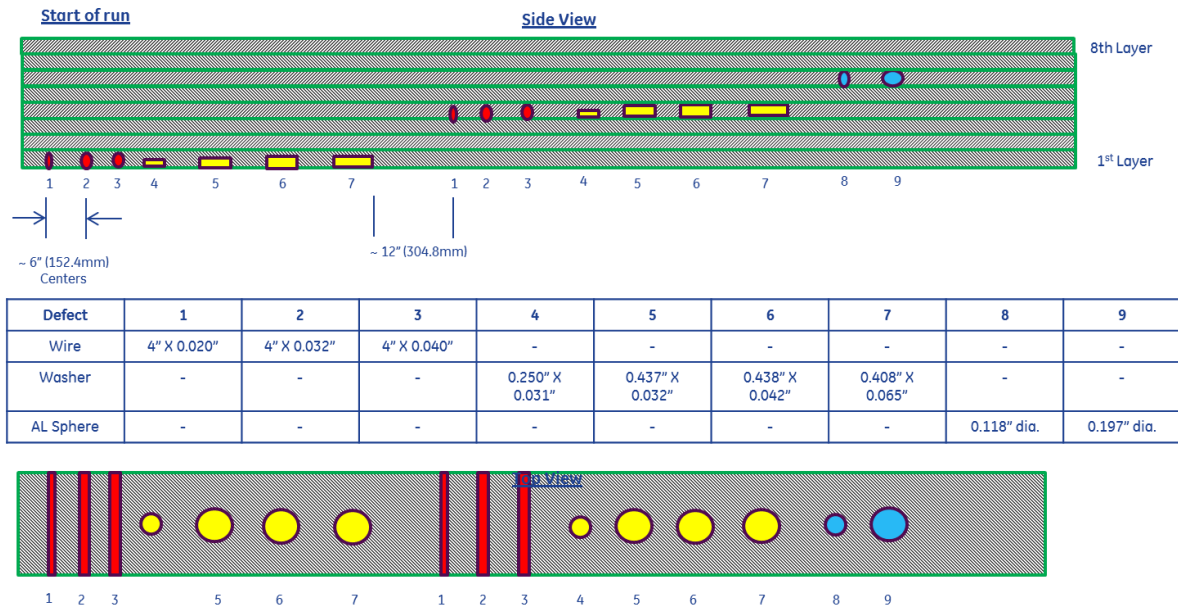 Start of run
Side View
8th Layer
1st Layer
1 2 3 4 5 6 7 1 2 3 4 5 6 7 8 9
~ 6" (152.4mm)
Centers
~ 12" (304.8mm)
Defect 1 2 3 4 5 6 7 8 9
Wire 4" X 0.020" 4" X 0.032" 4" X 0.040" - - - - - -
Washer - - - 0.250" X 0.031" 0.437" X 0.032" 0.438" X 0.042" 0.408" X 0.065" - -
AL Sphere - - - - - - - 0.118" dia. 0.197" dia.
Top View
1 2 3 5 6 7 1 2 3 4 5 6 7 8 9